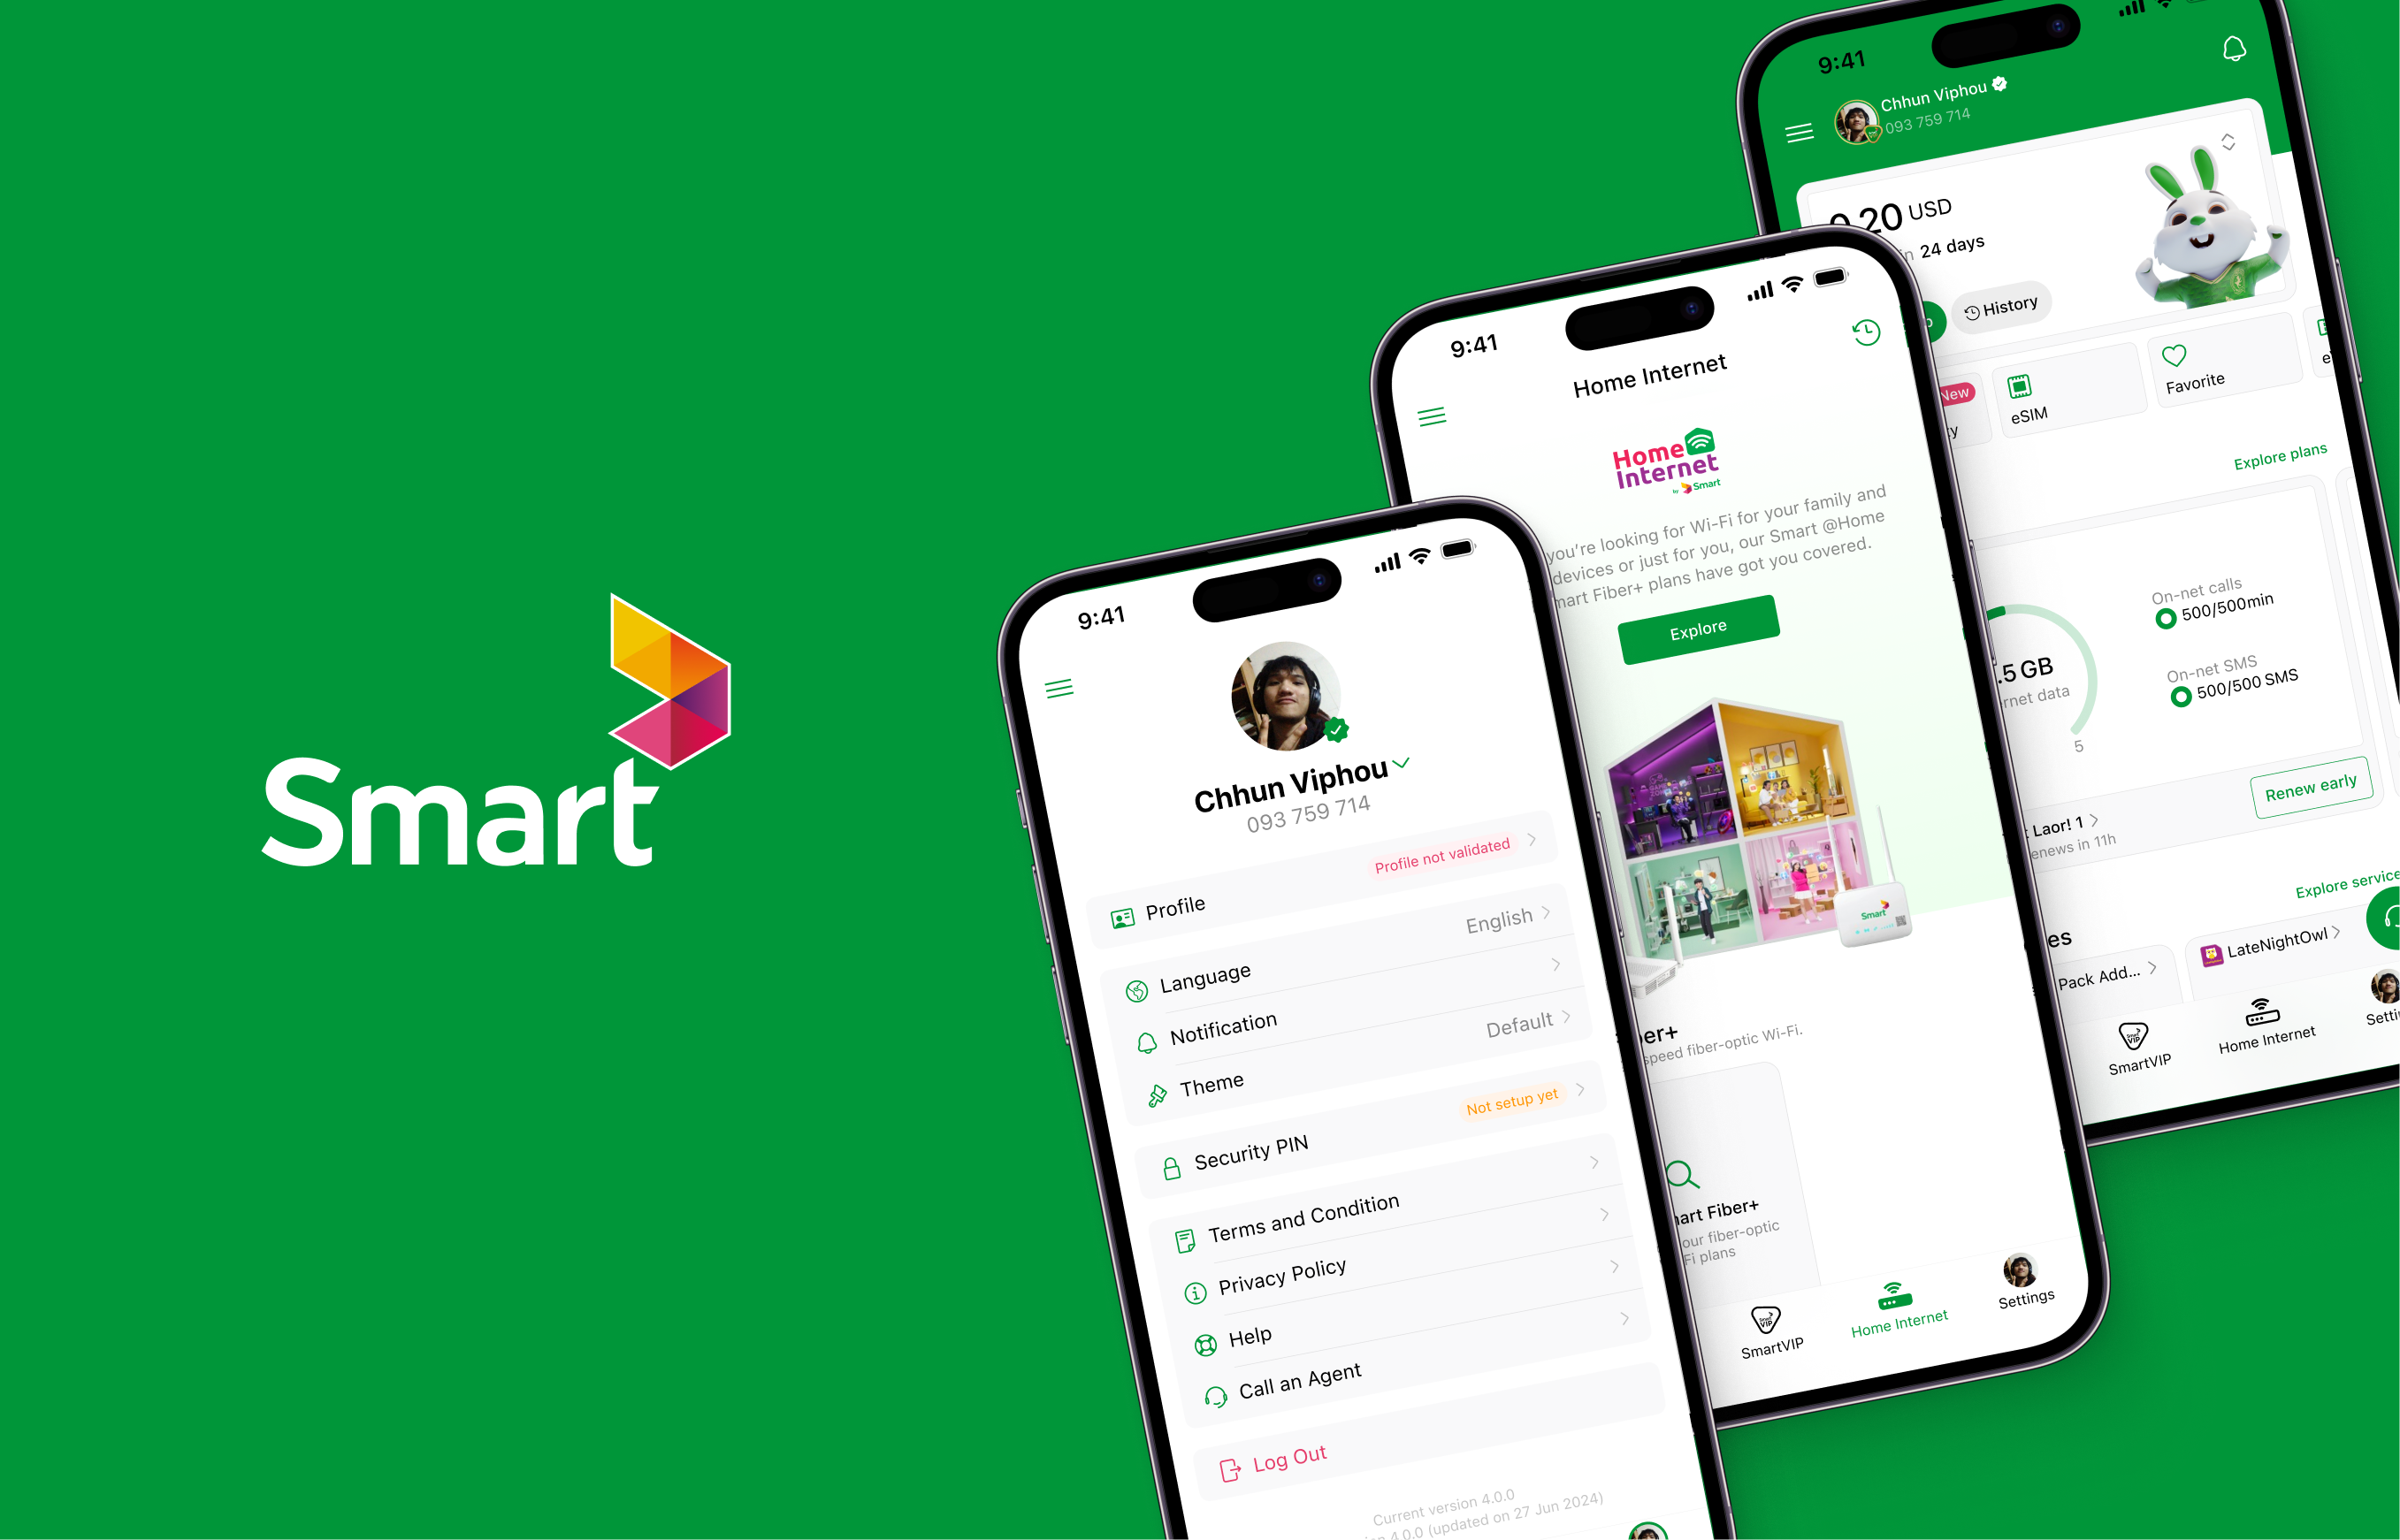 Smart
9:41
Chhun Viphou
093 759 714
Profile
Profile not validated
Language
English
Notification
Theme
Default
Security PIN
Not setup yet
Terms and Condition
Privacy Policy
Help
Call an Agent
Log Out
Current version 4.0.0
4.0.0 (updated on 27 Jun 2024)
9:41
Home Internet
Home
Internet
by Smart
you're looking for Wi-Fi for your family and
devices or just for you, our Smart @Home
mart Fiber+ plans have got you covered.
Explore
Smart
ber+
speed fiber-optic Wi-Fi.
art Fiber+
our fiber-optic
Fi plans
SmartVIP
Home Internet
Settings
9:41
Chhun Viphou
093 759 714
0.20 USD
in 24 days
History
New
ty
eSIM
Favorite
Explore plans
.5 GB
rnet data
5
On-net calls
500/500min
On-net SMS
500/500 SMS
Laor! 1
enews in 11h
Renew early
Explore service
es
Pack Add...
LateNightOwl
SmartVIP
Home Internet
Setti